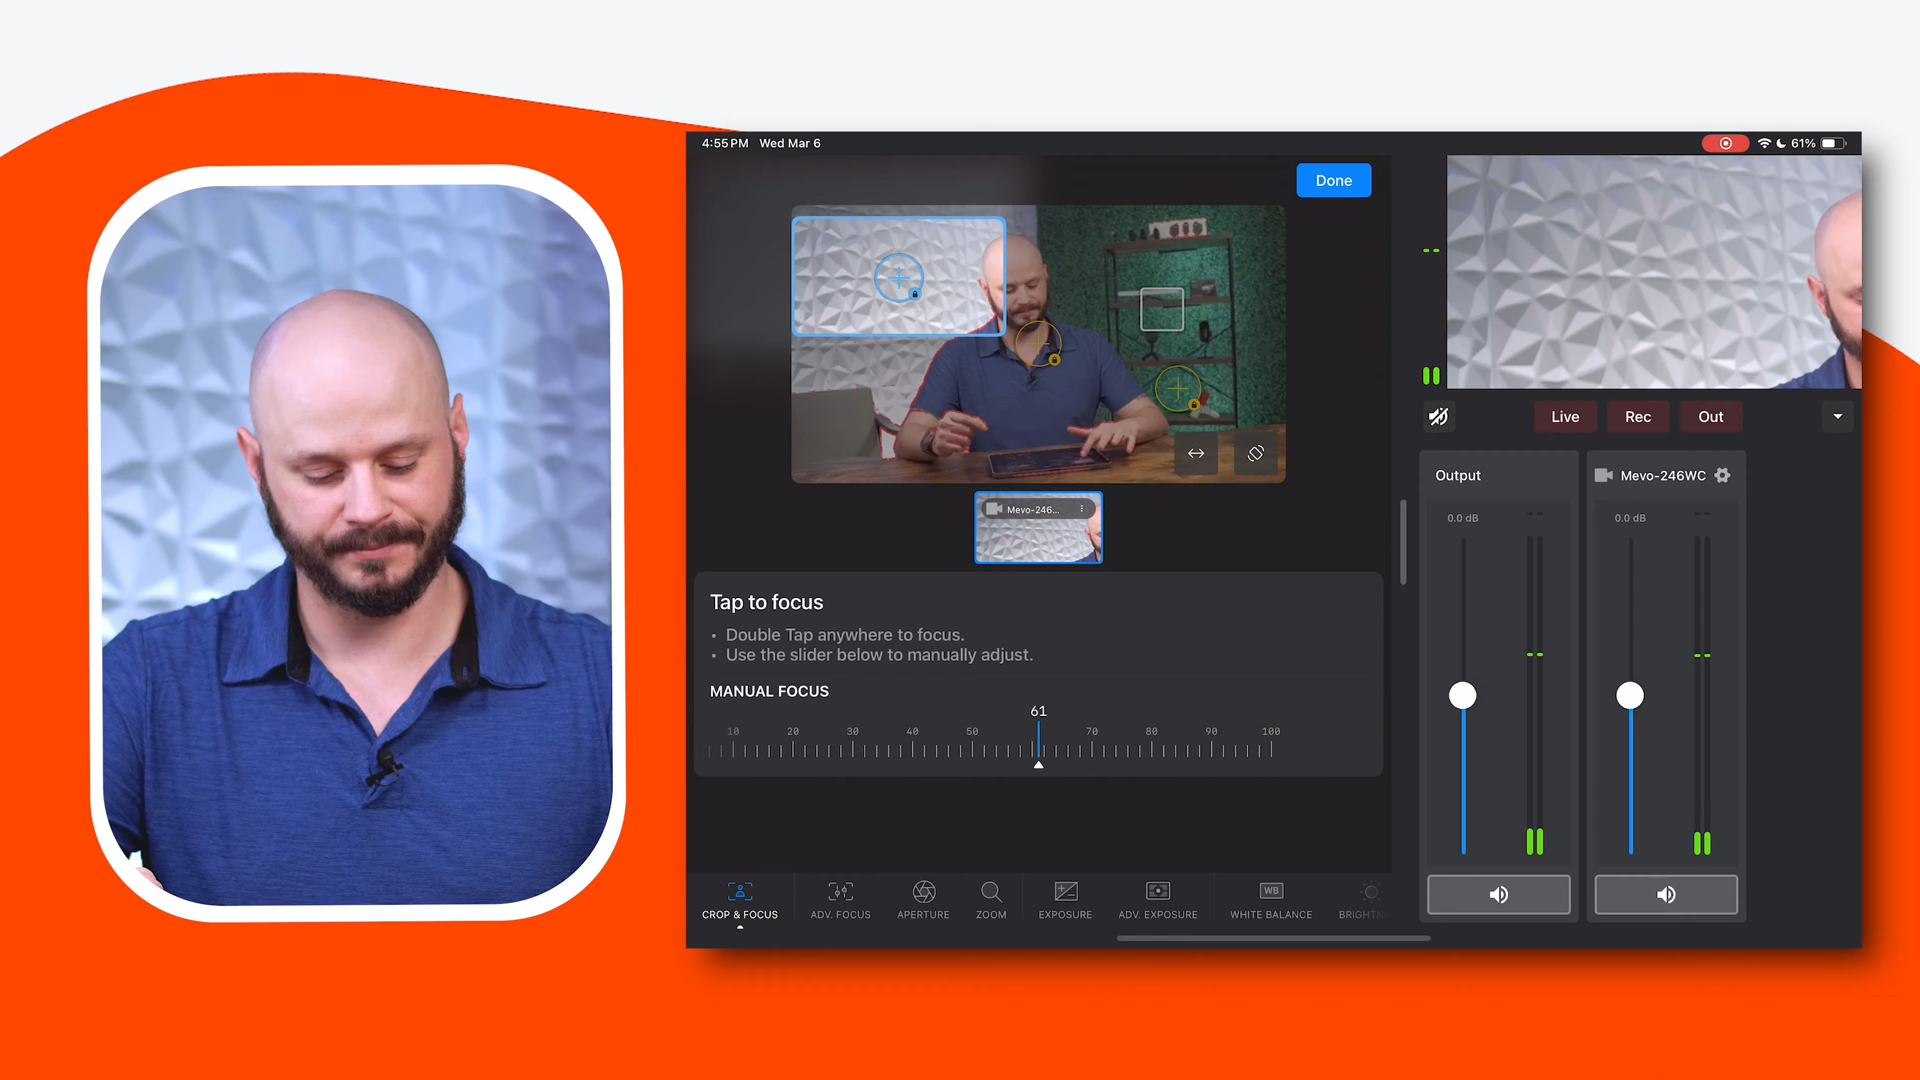 4:55 PM Wed Mar 6
61%
Done
Live
Rec
Out
Output
Mevo-246WC
0.0 dB
0.0 dB
Mevo-246...
Tap to focus
• Double Tap anywhere to focus.
• Use the slider below to manually adjust.
MANUAL FOCUS
61
10 20 30 40 50 70 80 90 100
CROP & FOCUS
ADV. FOCUS
APERTURE
ZOOM
EXPOSURE
ADV. EXPOSURE
WB
WHITE BALANCE
BRIGHTN